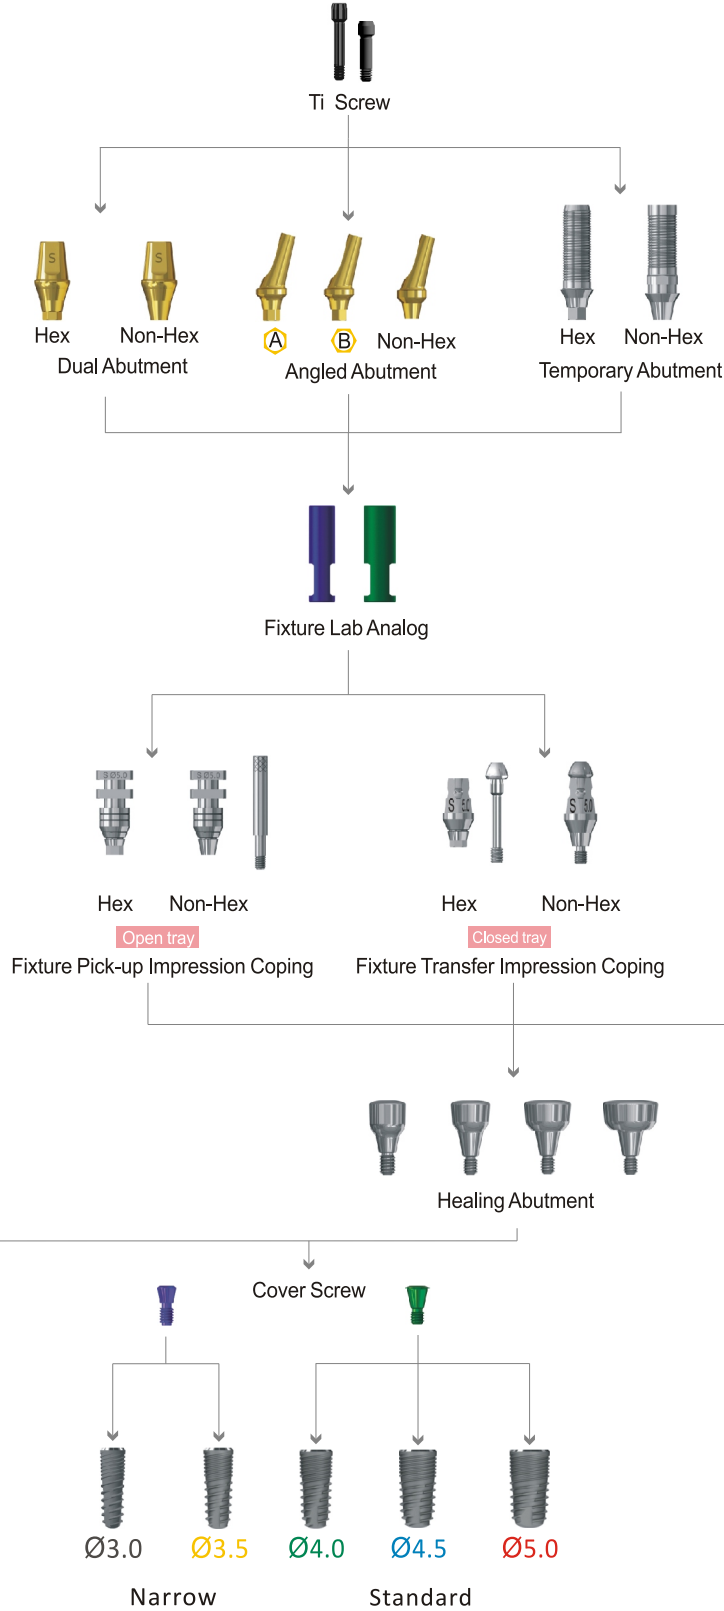 Ti Screw
S S
Hex Non-Hex
Dual Abutment
A B Non-Hex
Angled Abutment
Hex Non-Hex
Temporary Abutment
Fixture Lab Analog
Hex Non-Hex
Open tray
Fixture Pick-up Impression Coping
S
S 5.0
Hex Non-Hex
Closed tray
Fixture Transfer Impression Coping
Healing Abutment
Cover Screw
Ø3.0 Ø3.5 Ø4.0 Ø4.5 Ø5.0
Narrow Standard